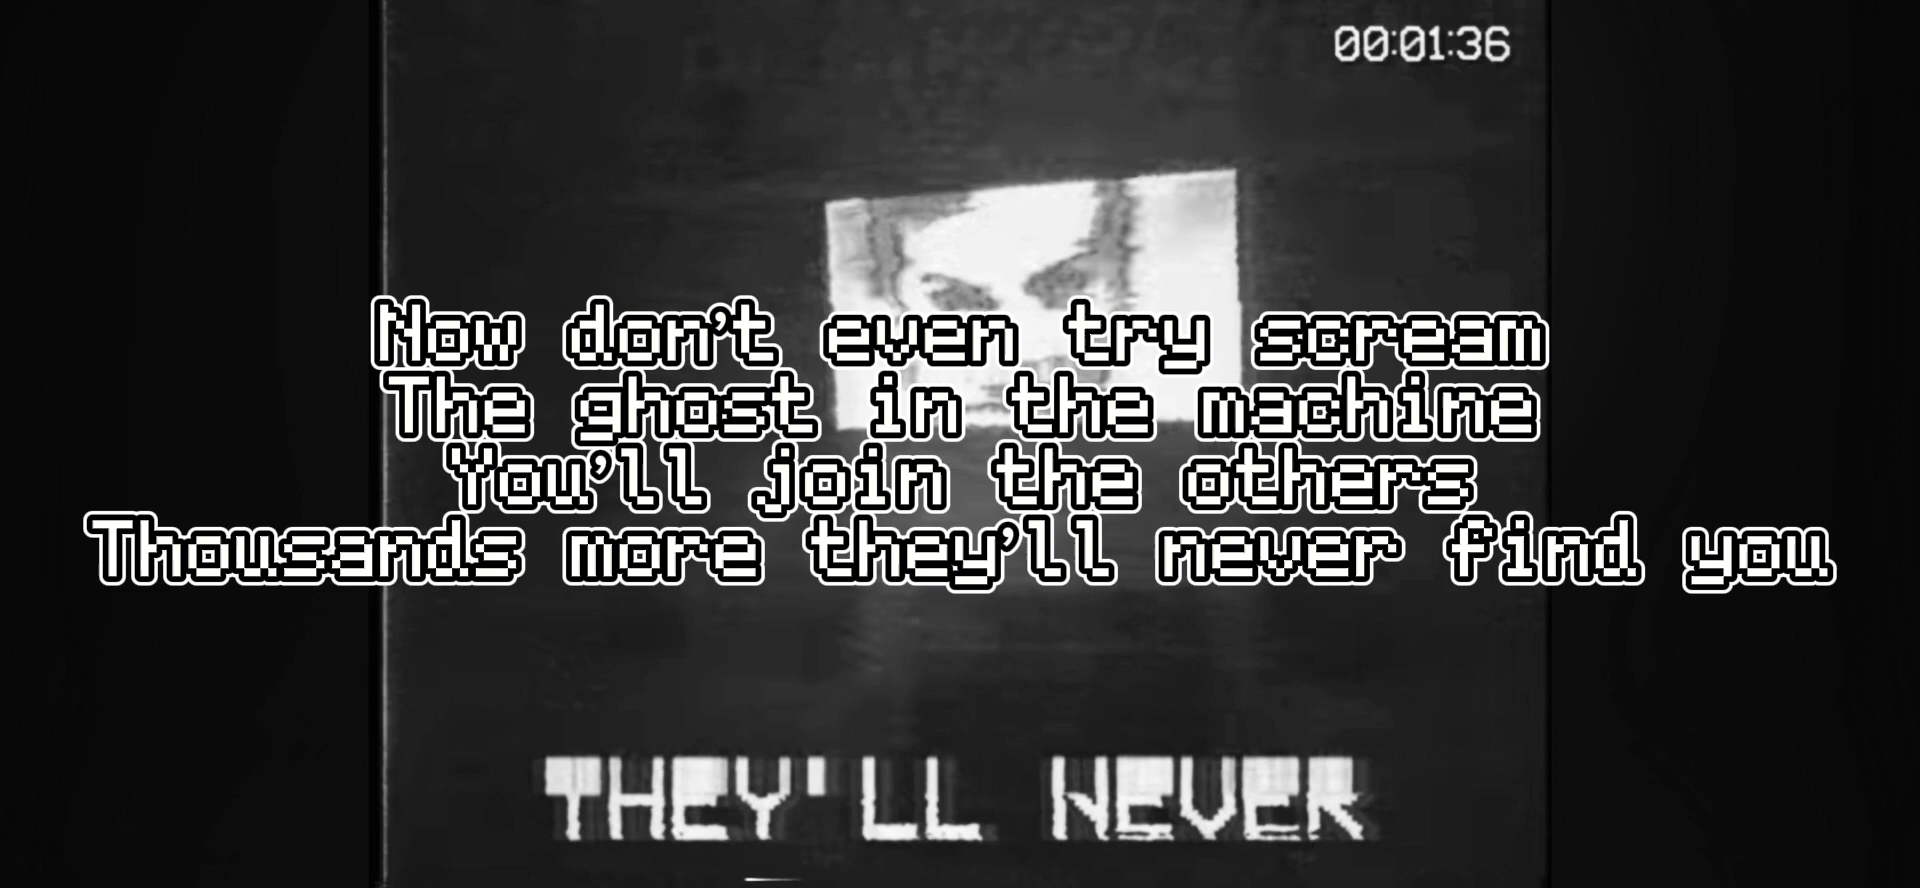 00:01:36
Now don't even try scream
The ghost in the machine
You'll join the others
Thousands more they'll never find you
THEY'LL NEVER